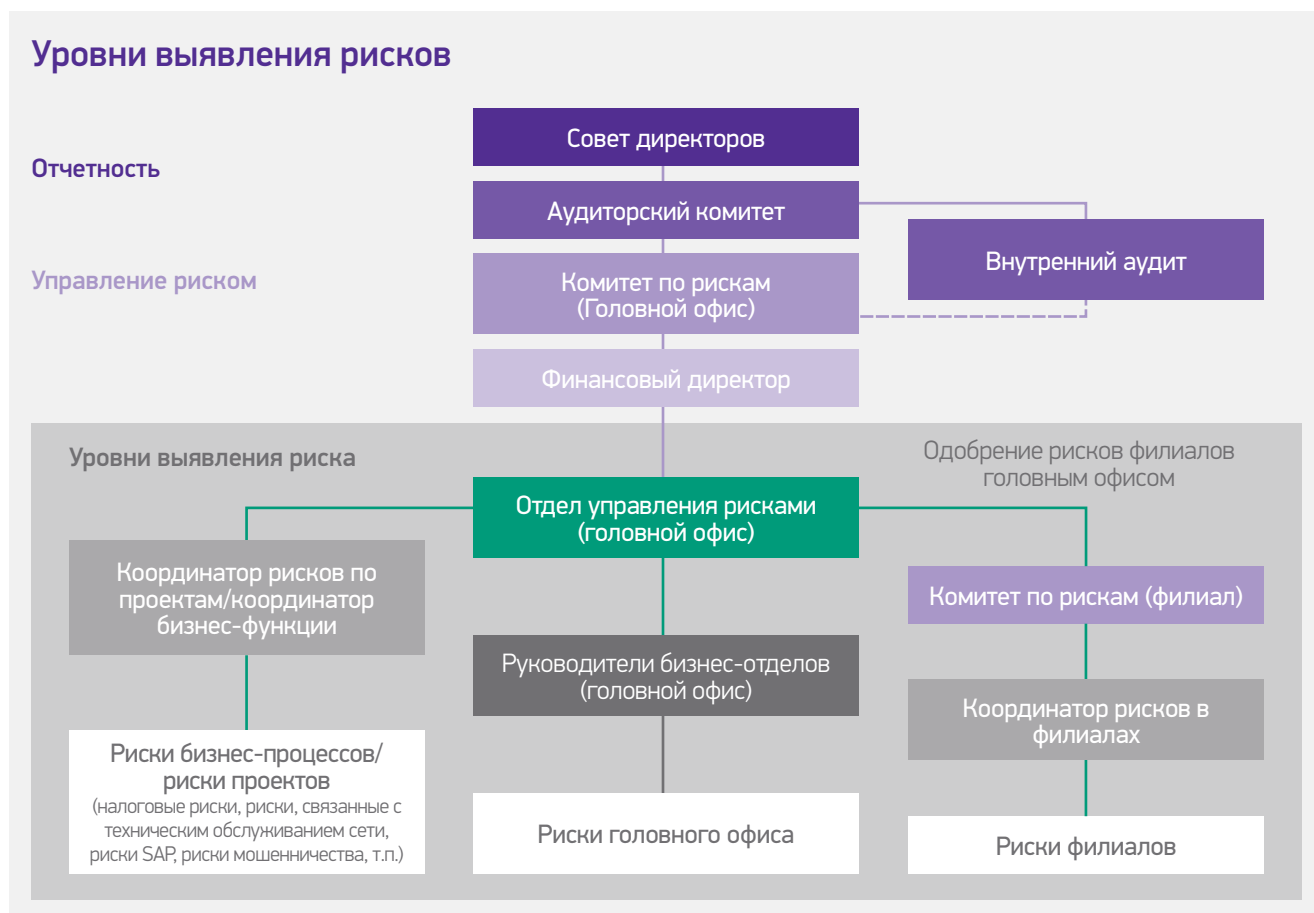 Уровни выявления рисков
Отчетность
Совет директоров
Аудиторский комитет
Внутренний аудит
Управление риском
Комитет по рискам
(Головной офис)
Финансовый директор
Уровни выявления риска
Одобрение рисков филиалов
головным офисом
Отдел управления рисками
(головной офис)
Координатор рисков по
проектам/координатор
бизнес-функции
Риски бизнес-процессов/
риски проектов
(налоговые риски, риски, связанные с
техническим обслуживанием сети,
риски SAP, риски мошенничества, т.п.)
Руководители бизнес-отделов
(головной офис)
Риски головного офиса
Комитет по рискам (филиал)
Координатор рисков в
филиалах
Риски филиалов